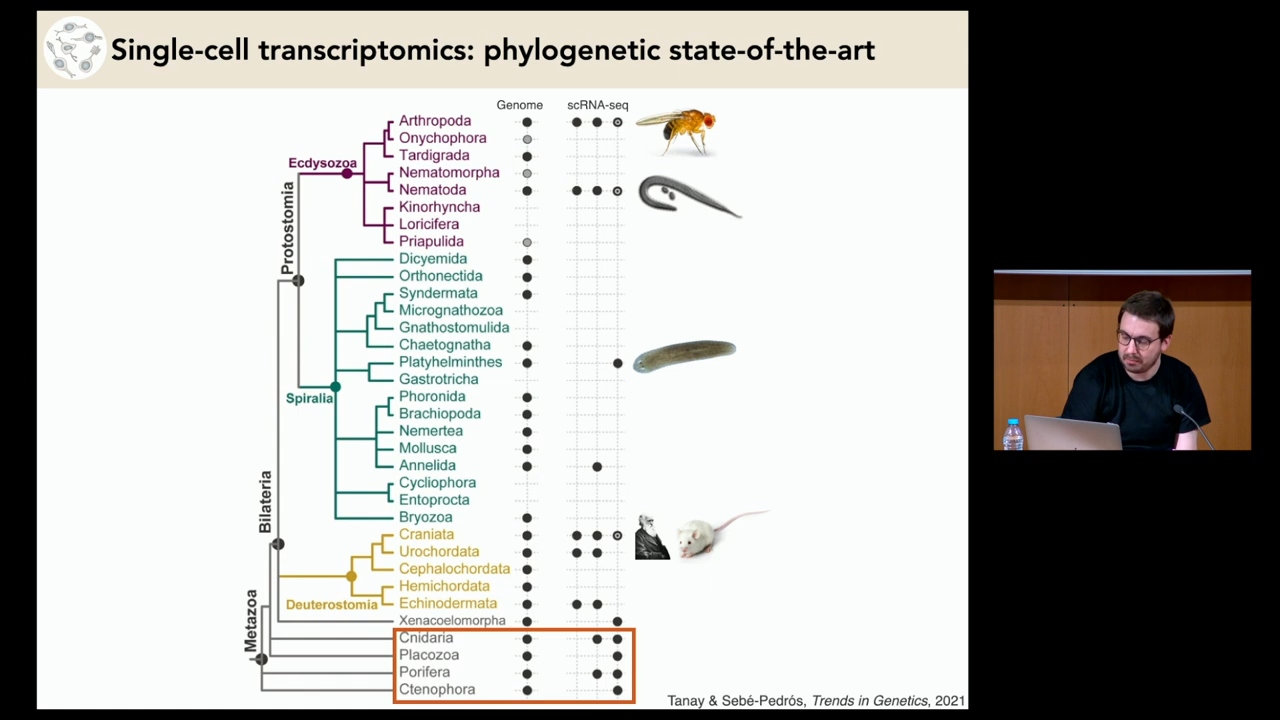 Single-cell transcriptomics: phylogenetic state-of-the-art
Genome scRNA-seq
Arthropoda
Onychophora
Tardigrada
Ecdysozoa
Nematomorpha
Nematoda
Kinorhyncha
Loricifera
Priapulida
Protostomia
Dicyemida
Orthonectida
Syndermata
Micrognathozoa
Gnathostomulida
Chaetognatha
Platyhelminthes
Gastrotricha
Spiralia
Phoronida
Brachiopoda
Nemertea
Mollusca
Annelida
Cycliophora
Entoprocta
Bryozoa
Bilateria
Craniata
Urochordata
Cephalochordata
Hemichordata
Deuterostomia
Echinodermata
Xenacoelomorpha
Metazoa
Cnidaria
Placozoa
Porifera
Ctenophora
Tanay & Sebé-Pedrós, Trends in Genetics, 2021